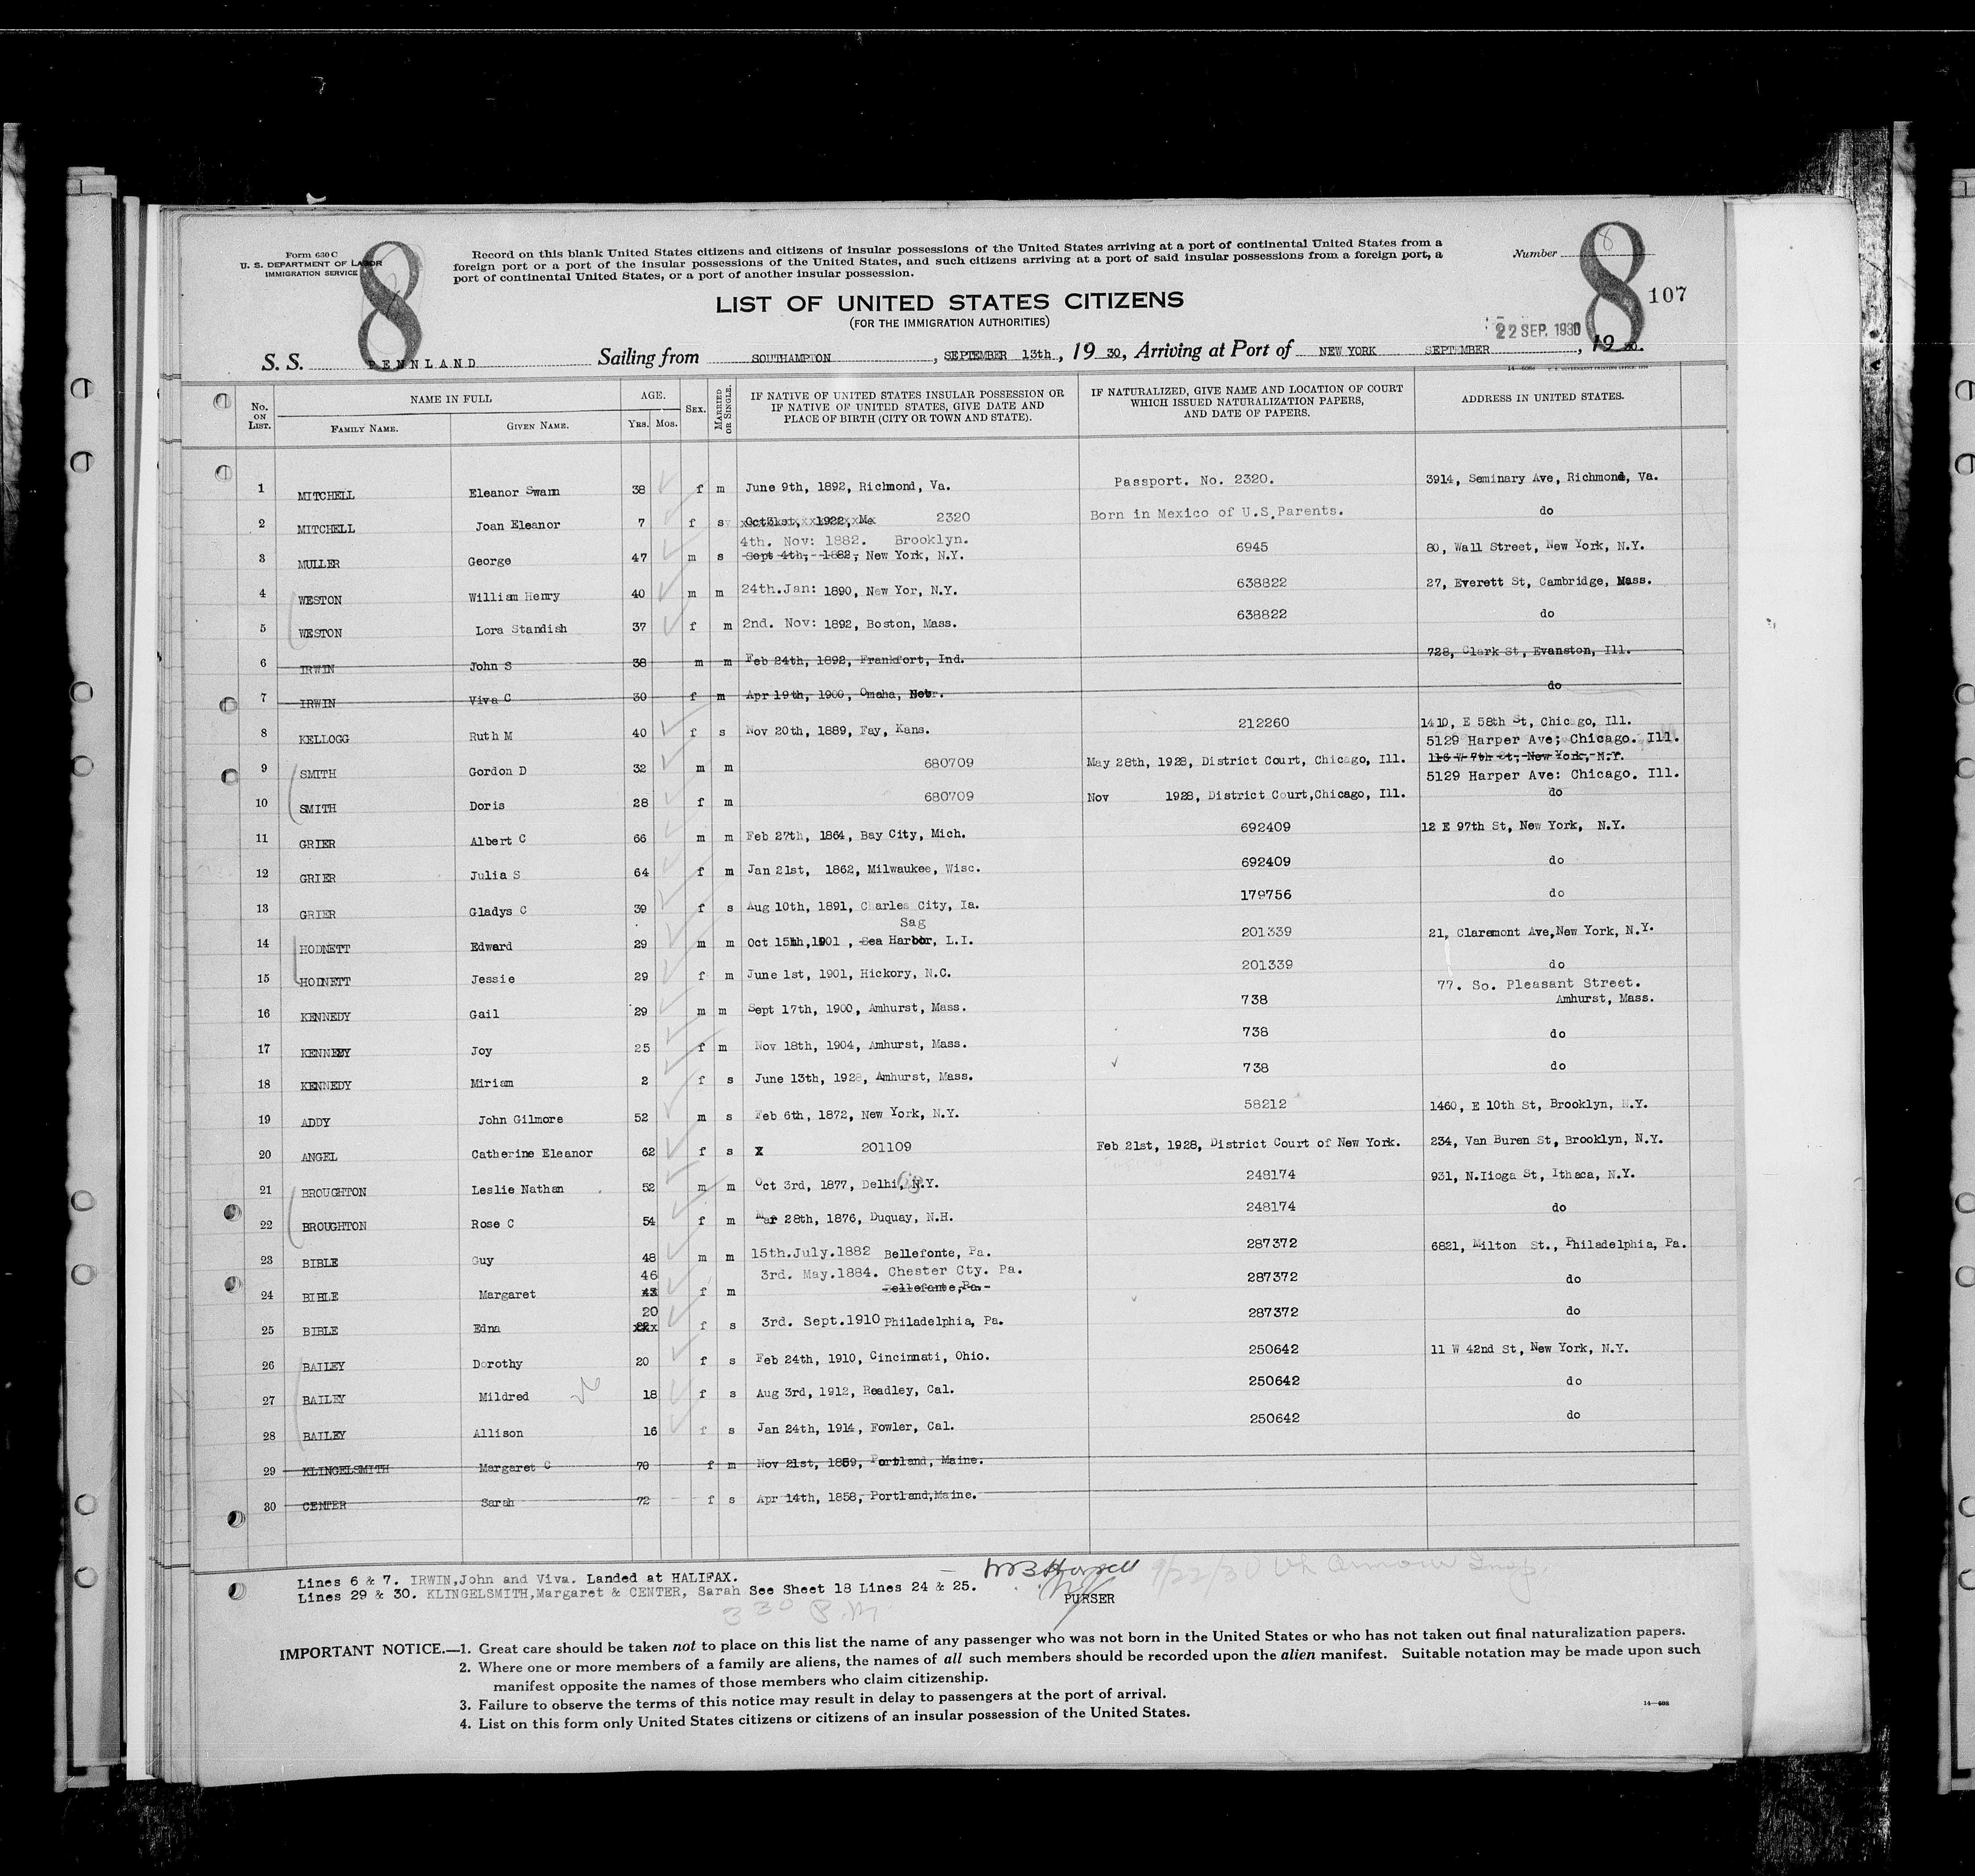 Form 630 C
U. S. DEPARTMENT OF LABOR
IMMIGRATION SERVICE
8
Record on this blank United States citizens and citizens of insular possessions of the United States arriving at a port of continental United States from a
foreign port or a port of the insular possessions of the United States, and such citizens arriving at a port of said insular possessions from a foreign port, a
port of continental United States, or a port of another insular possession.
Number 8
8
107
LIST OF UNITED STATES CITIZENS
(FOR THE IMMIGRATION AUTHORITIES)
22 SEP. 1930
S. S. PENNLAND Sailing from SOUTHAMPTON, SEPTEMBER 13th, 19 30, Arriving at Port of NEW YORK SEPTEMBER, 19 30.
No. ON LIST. NAME IN FULL FAMILY NAME. GIVEN NAME. AGE. YRS. MOS. SEX. MARRIED OR SINGLE. IF NATIVE OF UNITED STATES INSULAR POSSESSION OR IF NATIVE OF UNITED STATES, GIVE DATE AND PLACE OF BIRTH (CITY OR TOWN AND STATE). IF NATURALIZED, GIVE NAME AND LOCATION OF COURT WHICH ISSUED NATURALIZATION PAPERS, AND DATE OF PAPERS. ADDRESS IN UNITED STATES.
1 MITCHELL Eleanor Swann 38 f m June 9th, 1892, Richmond, Va. Passport. No. 2320. 3914, Seminary Ave, Richmond, Va.
2 MITCHELL Joan Eleanor 7 f s Oct 31st, 1922, Me 2320 Born in Mexico of U.S. Parents. do
4th. Nov: 1882. Brooklyn.
3 MULLER George 47 m s Sept 4th, 1882, New York, N.Y. 6945 80, Wall Street, New York, N.Y.
4 WESTON William Henry 40 m m 24th.Jan: 1890, New Yor, N.Y. 638822 27, Everett St, Cambridge, Mass.
5 WESTON Lora Standish 37 f m 2nd. Nov: 1892, Boston, Mass. 638822 do
6 IRWIN John S 38 m m Feb 24th, 1892, Frankfort, Ind. 728, Clark St, Evanston, Ill.
7 IRWIN Viva C 30 f m Apr 19th, 1900, Omaha, Nebr. do
8 KELLOGG Ruth M 40 f s Nov 20th, 1889, Fay, Kans. 212260 1410, E 58th St, Chicago, Ill.
5129 Harper Ave; Chicago. Ill.
9 SMITH Gordon D 32 m m 680709 May 28th, 1928, District Court, Chicago, Ill. 116 W 7th St, New York, N.Y.
5129 Harper Ave: Chicago. Ill.
10 SMITH Doris 28 f m 680709 Nov 1928, District Court,Chicago, Ill. do
11 GRIER Albert C 66 m m Feb 27th, 1864, Bay City, Mich. 692409 12 E 97th St, New York, N.Y.
12 GRIER Julia S 64 f m Jan 21st, 1862, Milwaukee, Wisc. 692409 do
13 GRIER Gladys C 39 f s Aug 10th, 1891, Charles City, Ia. 179756 do
Sag
14 HODNETT Edward 29 m m Oct 15th,1901 , Sea Harbor, L.I. 201339 21, Claremont Ave,New York, N.Y.
15 HODNETT Jessie 29 f m June 1st, 1901, Hickory, N.C. 201339 do
77. So. Pleasant Street.
16 KENNEDY Gail 29 m m Sept 17th, 1900, Amhurst, Mass. 738 Amhurst, Mass.
17 KENNEDY Joy 25 f m Nov 18th, 1904, Amhurst, Mass. 738 do
18 KENNEDY Miriam 2 f s June 13th, 1928, Amhurst, Mass. 738 do
19 ADDY John Gilmore 52 m s Feb 6th, 1872, New York, N.Y. 58212 1460, E 10th St, Brooklyn, N.Y.
20 ANGEL Catherine Eleanor 62 f s X 201109 Feb 21st, 1928, District Court of New York. 234, Van Buren St, Brooklyn, N.Y.
21 BROUGHTON Leslie Nathan 52 m m Oct 3rd, 1877, Delhi, N.Y. 248174 931, N.Iioga St, Ithaca, N.Y.
22 BROUGHTON Rose C 54 f m Mar 28th, 1876, Duquay, N.H. 248174 do
23 BIBLE Guy 48 m m 15th.July.1882 Bellefonte, Pa. 287372 6821, Milton St., Philadelphia, Pa.
46 3rd. May.1884. Chester Cty. Pa.
24 BIBLE Margaret 43 f m Bellefonte,Pa. 287372 do
20
25 BIBLE Edna 22 f s 3rd. Sept.1910 Philadelphia, Pa. 287372 do
26 BAILEY Dorothy 20 f s Feb 24th, 1910, Cincinnati, Ohio. 250642 11 W 42nd St, New York, N.Y.
27 BAILEY Mildred 18 f s Aug 3rd, 1912, Readley, Cal. 250642 do
28 BAILEY Allison 16 f s Jan 24th, 1914, Fowler, Cal. 250642 do
29 KLINGELSMITH Margaret C 70 f m Nov 21st, 1859, Portland, Maine.
30 CENTER Sarah 72 f s Apr 14th, 1858, Portland,Maine.
Lines 6 & 7. IRWIN,John and Viva. Landed at HALIFAX.
Lines 29 & 30. KLINGELSMITH,Margaret & CENTER, Sarah See Sheet 18 Lines 24 & 25.
9/22/30
PURSER
3 30 P.M.
IMPORTANT NOTICE.—1. Great care should be taken not to place on this list the name of any passenger who was not born in the United States or who has not taken out final naturalization papers.
2. Where one or more members of a family are aliens, the names of all such members should be recorded upon the alien manifest. Suitable notation may be made upon such
manifest opposite the names of those members who claim citizenship.
3. Failure to observe the terms of this notice may result in delay to passengers at the port of arrival.
4. List on this form only United States citizens or citizens of an insular possession of the United States.